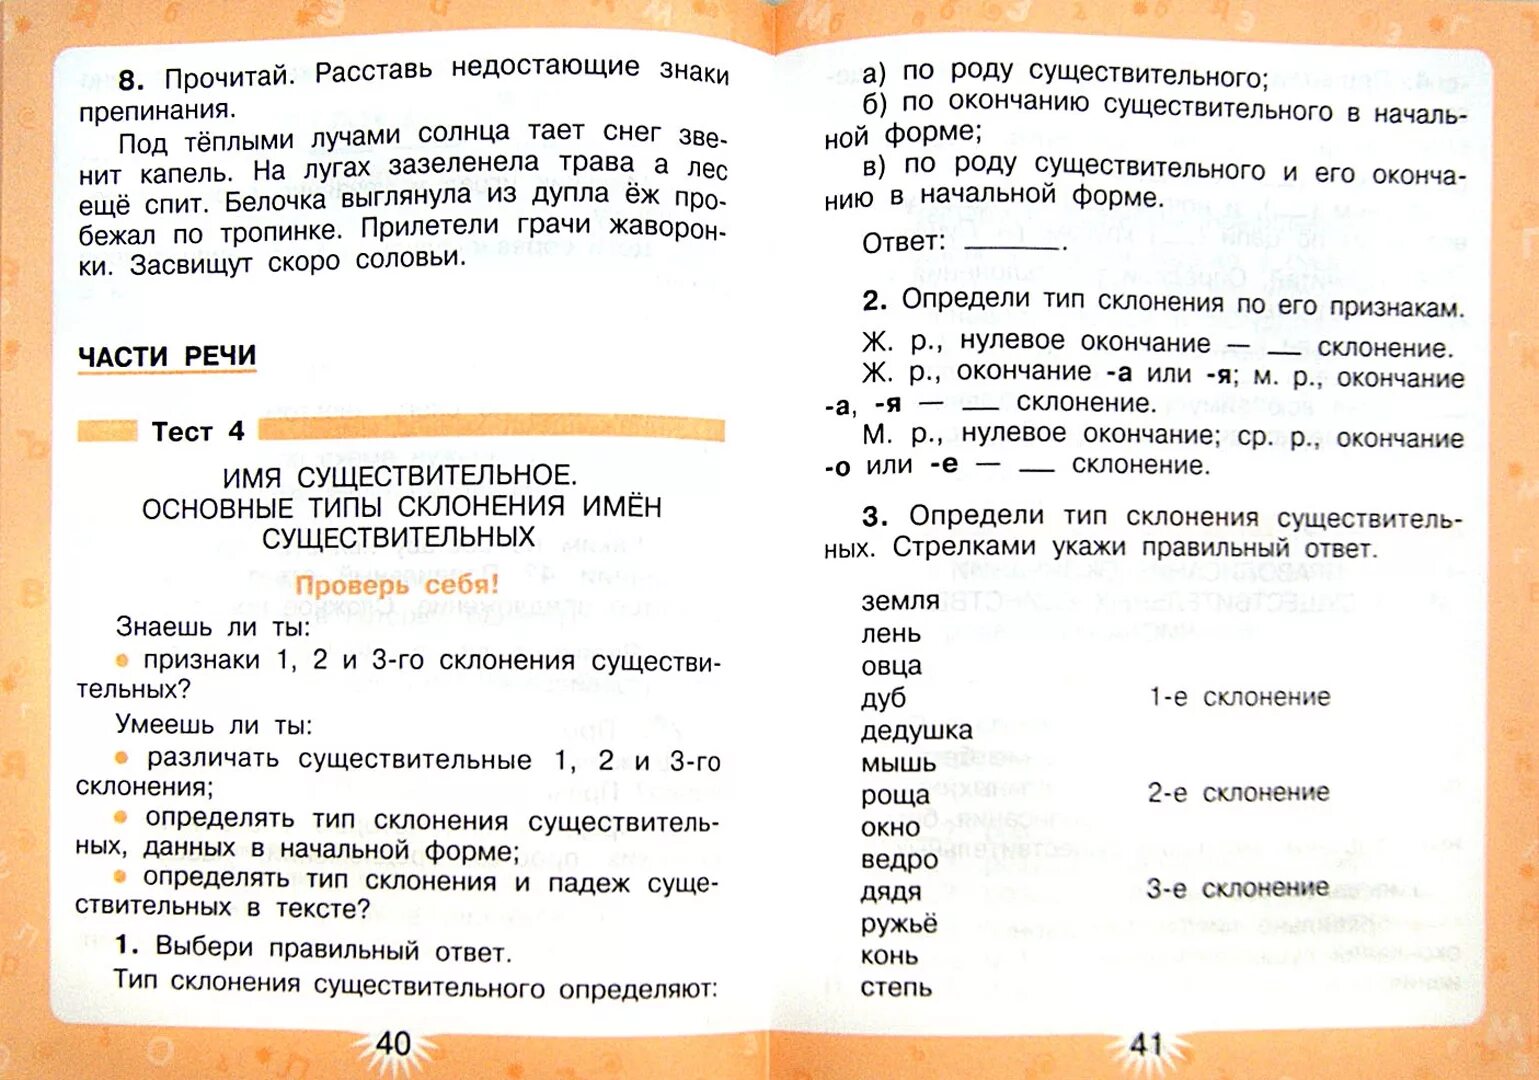 8. Прочитай. Расставь недостающие знаки
препинания.
Под тёплыми лучами солнца тает снег зве-
нит капель. На лугах зазеленела трава а лес
ещё спит. Белочка выглянула из дупла ёж про-
бежал по тропинке. Прилетели грачи жаворон-
ки. Засвищут скоро соловьи.
ЧАСТИ РЕЧИ
Тест 4
ИМЯ СУЩЕСТВИТЕЛЬНОЕ.
ОСНОВНЫЕ ТИПЫ СКЛОНЕНИЯ ИМЁН
СУЩЕСТВИТЕЛЬНЫХ
Проверь себя!
Знаешь ли ты:
• признаки 1, 2 и 3-го склонения существи-
тельных?
Умеешь ли ты:
• различать существительные 1, 2 и 3-го
склонения;
• определять тип склонения существитель-
ных, данных в начальной форме;
• определять тип склонения и падеж суще-
ствительных в тексте?
1. Выбери правильный ответ.
Тип склонения существительного определяют:
40
а) по роду существительного;
б) по окончанию существительного в началь-
ной форме;
в) по роду существительного и его оконча-
нию в начальной форме.
Ответ: ______.
2. Определи тип склонения по его признакам.
Ж. р., нулевое окончание — __ склонение.
Ж. р., окончание -а или -я; м. р., окончание
-а, -я — __ склонение.
М. р., нулевое окончание; ср. р., окончание
-о или -е — __ склонение.
3. Определи тип склонения существитель-
ных. Стрелками укажи правильный ответ.
земля
лень
овца
дуб 1-е склонение
дедушка
мышь
роща 2-е склонение
окно
ведро
дядя 3-е склонение
ружьё
конь
степь
41